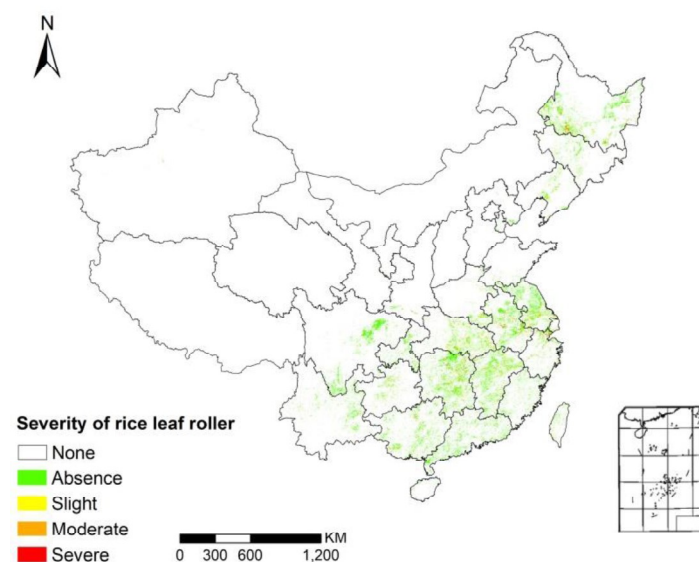 N
Severity of rice leaf roller
None
Absence
Slight
Moderate
Severe
KM
0 300 600 1,200